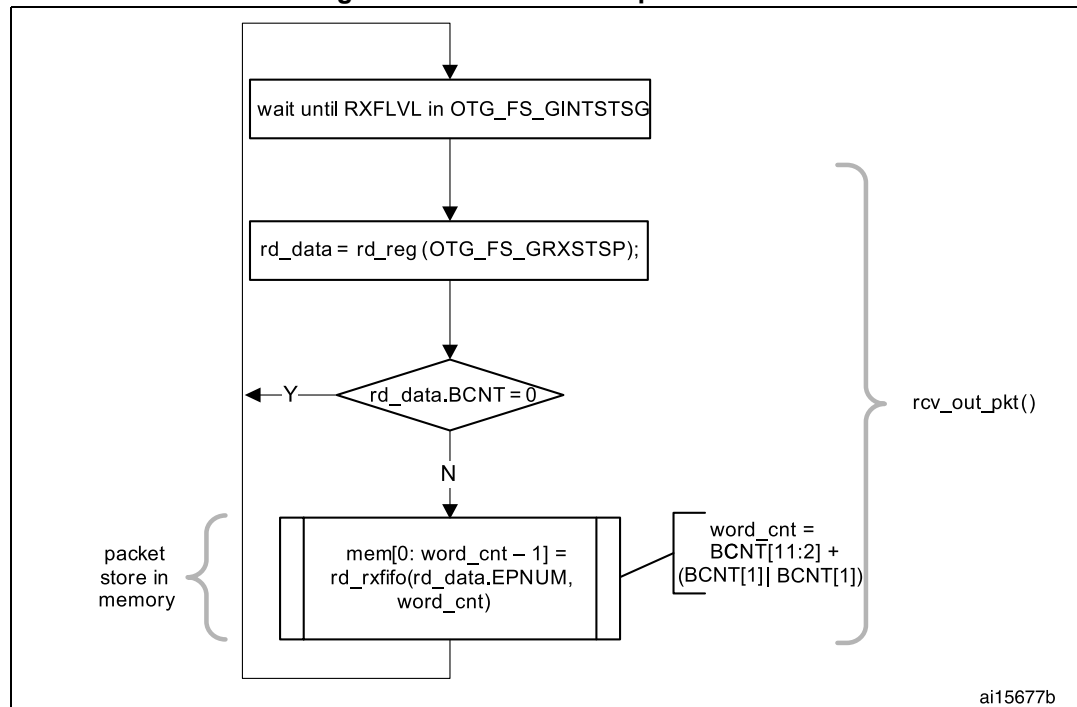 wait until RXFLVL in OTG_FS_GINTSTSG
rd_data = rd_reg (OTG_FS_GRXSTSP);
rd_data.BCNT = 0
Y
rcv_out_pkt()
N
packet
store in
memory
mem[0: word_cnt – 1] =
rd_rxfifo(rd_data.EPNUM,
word_cnt)
word_cnt =
BCNT[11:2] +
(BCNT[1]| BCNT[1])
ai15677b